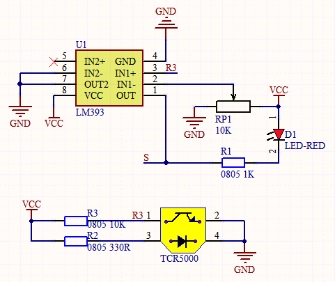 GND
U1
5 IN2+ GND 4
6 IN2- IN1+ 3 R3
7 OUT2 IN1- 2
8 VCC OUT 1
LM393
GND
VCC
GND
RP1
10K
VCC
1
D1
LED-RED
2
S
R1
0805 1K
VCC
R3
0805 10K
R2
0805 330R
R3 1 2
3 4
TCR5000
GND